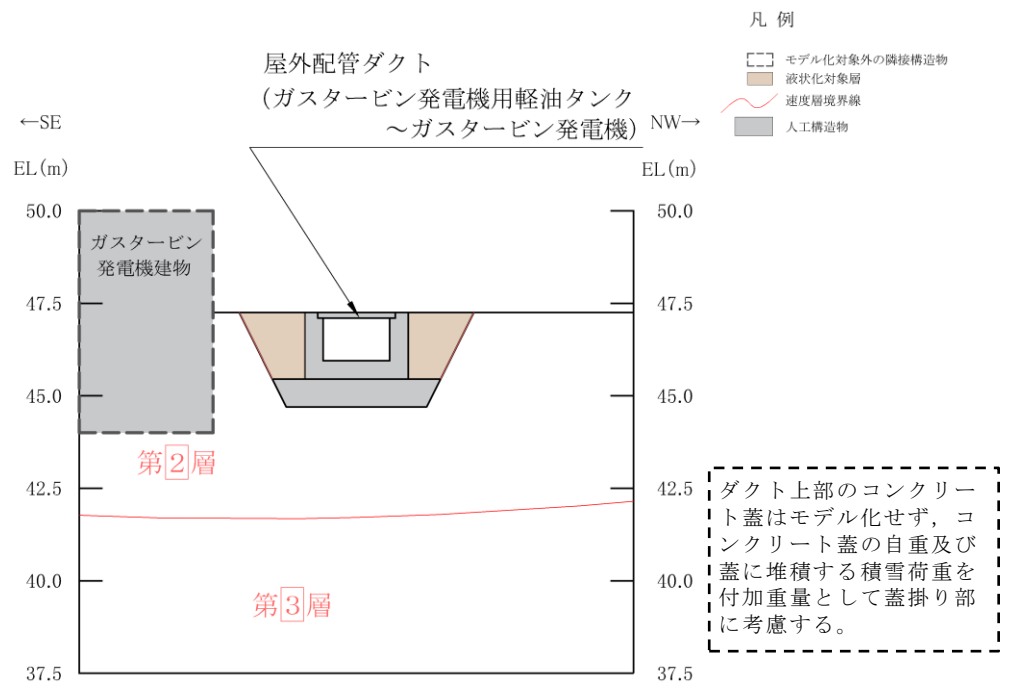 凡 例
モデル化対象外の隣接構造物
液状化対象層
速度層境界線
人工構造物
屋外配管ダクト
(ガスタービン発電機用軽油タンク
～ガスタービン発電機)
←SE
NW→
EL(m)
EL(m)
50.0
50.0
ガスタービン
発電機建物
47.5
47.5
45.0
45.0
第2層
42.5
42.5
40.0
40.0
第3層
37.5
37.5
ダクト上部のコンクリー
ト蓋はモデル化せず，コ
ンクリート蓋の自重及び
蓋に堆積する積雪荷重を
付加重量として蓋掛り部
に考慮する。